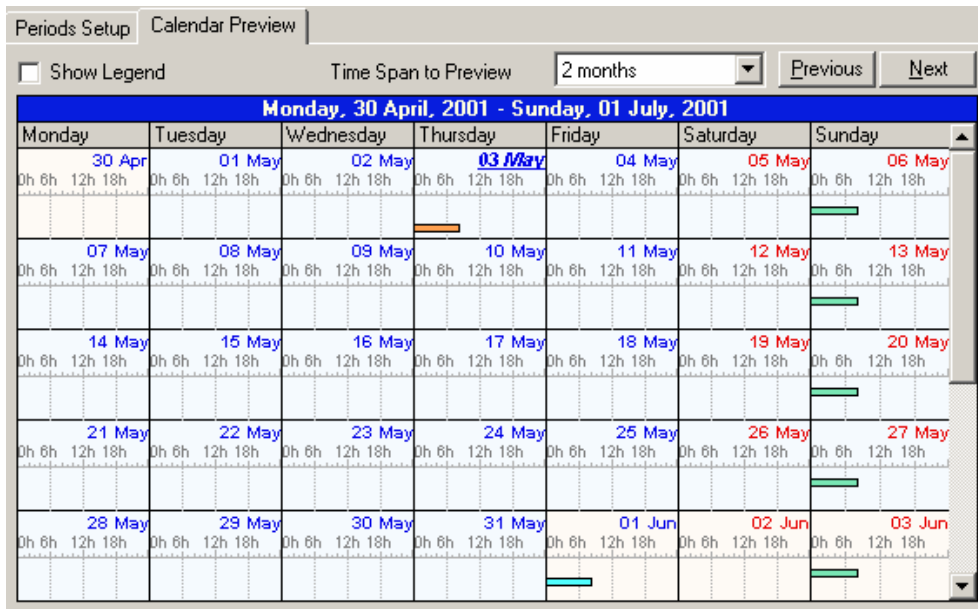 Periods Setup Calendar Preview
Show Legend Time Span to Preview 2 months Previous Next
Monday, 30 April, 2001 - Sunday, 01 July, 2001
Monday Tuesday Wednesday Thursday Friday Saturday Sunday
30 Apr 01 May 02 May 03 May 04 May 05 May 06 May
0h 6h 12h 18h 0h 6h 12h 18h 0h 6h 12h 18h 0h 6h 12h 18h 0h 6h 12h 18h 0h 6h 12h 18h 0h 6h 12h 18h
07 May 08 May 09 May 10 May 11 May 12 May 13 May
0h 6h 12h 18h 0h 6h 12h 18h 0h 6h 12h 18h 0h 6h 12h 18h 0h 6h 12h 18h 0h 6h 12h 18h 0h 6h 12h 18h
14 May 15 May 16 May 17 May 18 May 19 May 20 May
0h 6h 12h 18h 0h 6h 12h 18h 0h 6h 12h 18h 0h 6h 12h 18h 0h 6h 12h 18h 0h 6h 12h 18h 0h 6h 12h 18h
21 May 22 May 23 May 24 May 25 May 26 May 27 May
0h 6h 12h 18h 0h 6h 12h 18h 0h 6h 12h 18h 0h 6h 12h 18h 0h 6h 12h 18h 0h 6h 12h 18h 0h 6h 12h 18h
28 May 29 May 30 May 31 May 01 Jun 02 Jun 03 Jun
0h 6h 12h 18h 0h 6h 12h 18h 0h 6h 12h 18h 0h 6h 12h 18h 0h 6h 12h 18h 0h 6h 12h 18h 0h 6h 12h 18h